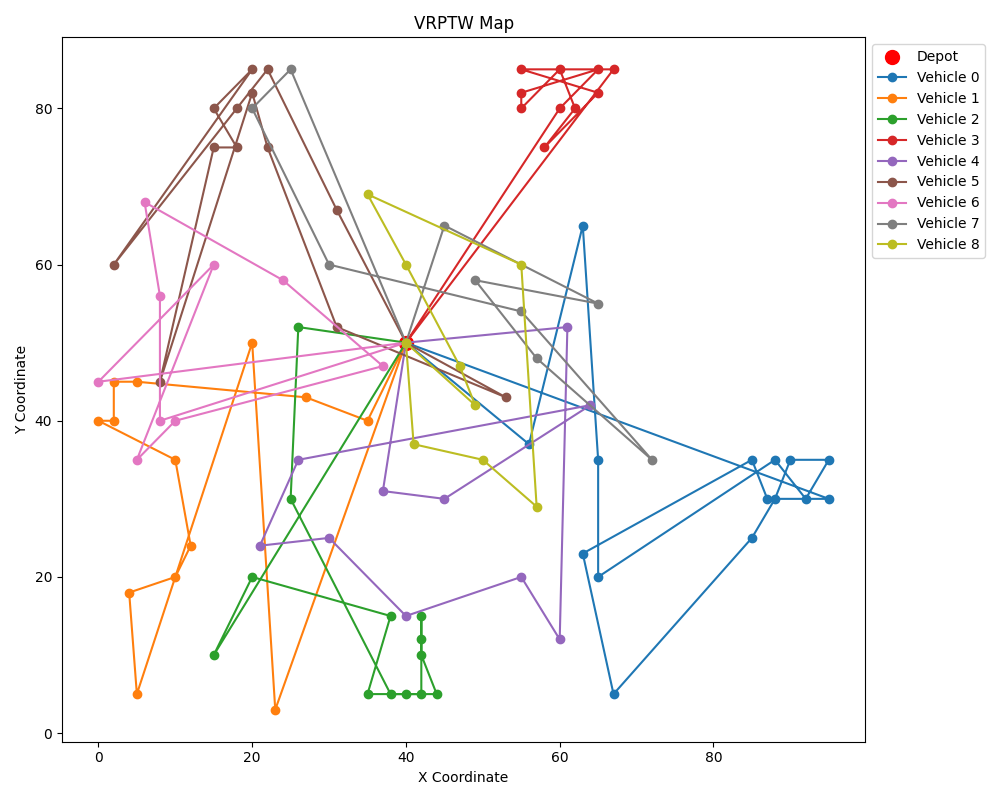 VRPTW Map
Depot
Vehicle 0
Vehicle 1
Vehicle 2
Vehicle 3
Vehicle 4
Vehicle 5
Vehicle 6
Vehicle 7
Vehicle 8
Y Coordinate
80
60
40
20
0
0 20 40 60 80
X Coordinate